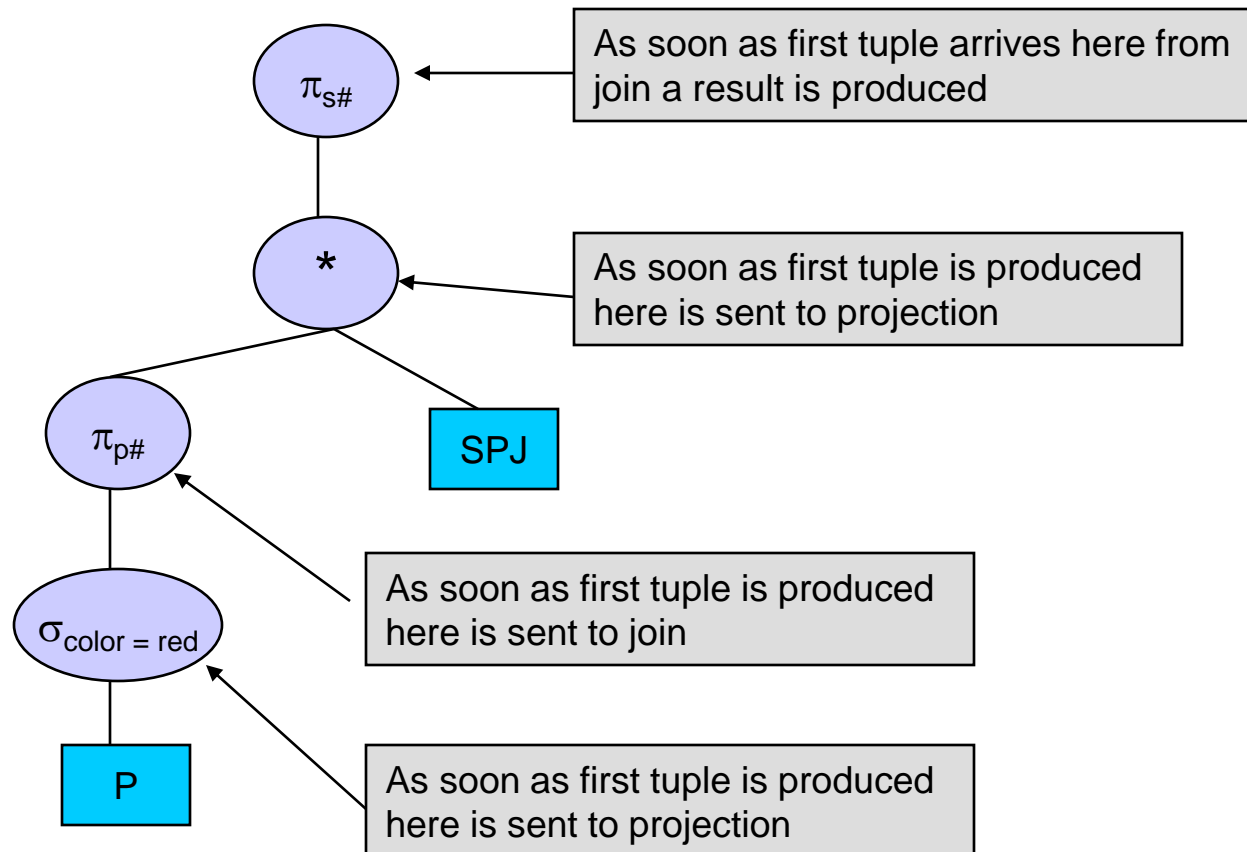 As soon as first tuple arrives here from
join a result is produced
πs#
*
As soon as first tuple is produced
here is sent to projection
πp#
SPJ
As soon as first tuple is produced
here is sent to join
σcolor = red
P
As soon as first tuple is produced
here is sent to projection